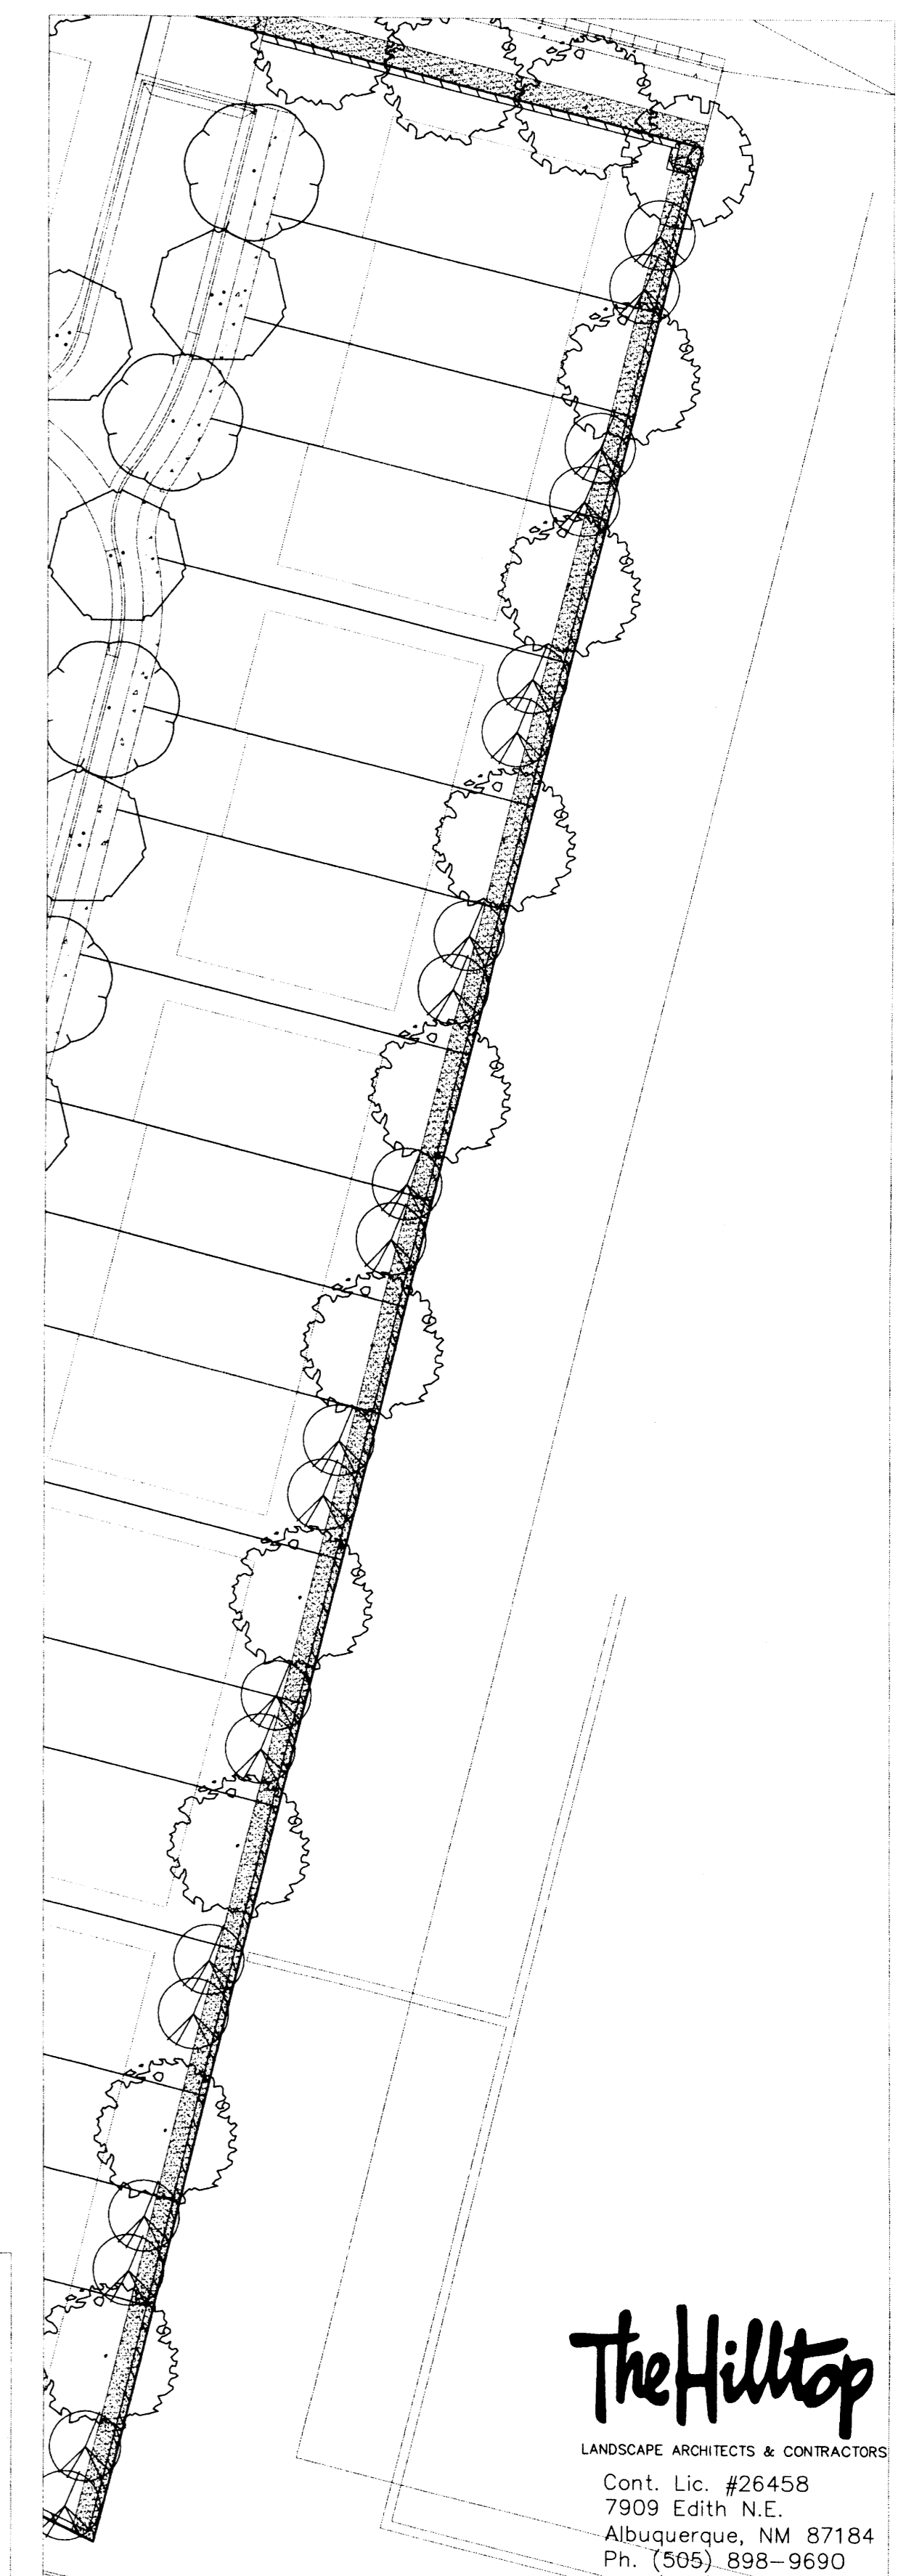 The Hilltop
LANDSCAPE ARCHITECTS & CONTRACTORS
Cont. Lic. #26458
7909 Edith N.E.
Albuquerque, NM 87184
Ph. (505) 898-9690